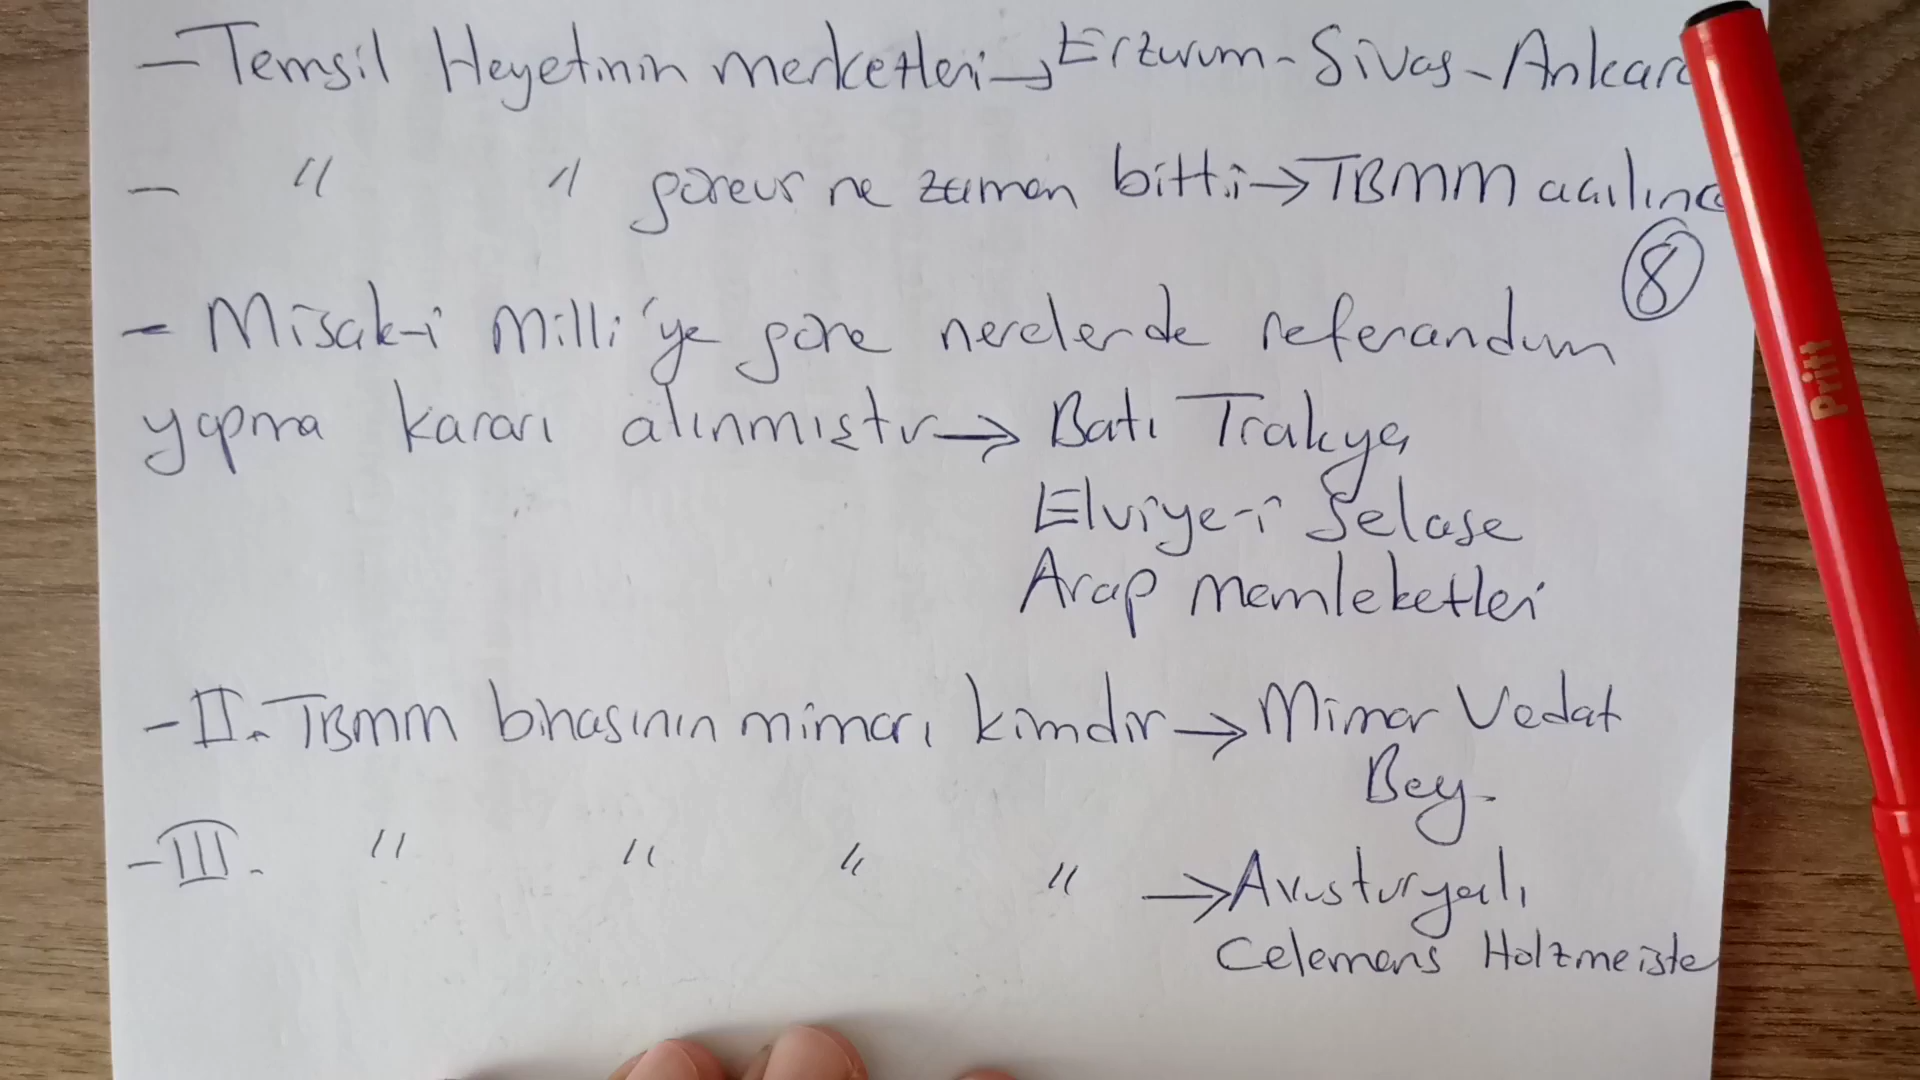 - Temsil Heyetinin merkezleri → Erzurum - Sivas - Ankara
- " " görevi ne zaman bitti → TBMM açılınca
8
- Misak-i Milli'ye göre nerelerde referandum
yapma kararı alınmıştır → Batı Trakya
Elviye-i Selase
Arap memleketleri
- II. TBMM binasının mimarı kimdir → Mimar Vedat
Bey
- III. " " " " → Avusturyalı
Celemens Holzmeiste
Pritt